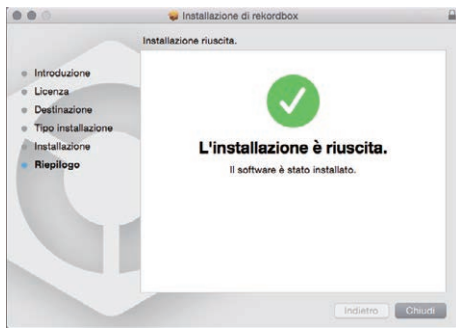 Installazione di rekordbox
Installazione riuscita.
Introduzione
Licenza
Destinazione
Tipo installazione
Installazione
Riepilogo
L'installazione è riuscita.
Il software è stato installato.
Indietro
Chiudi